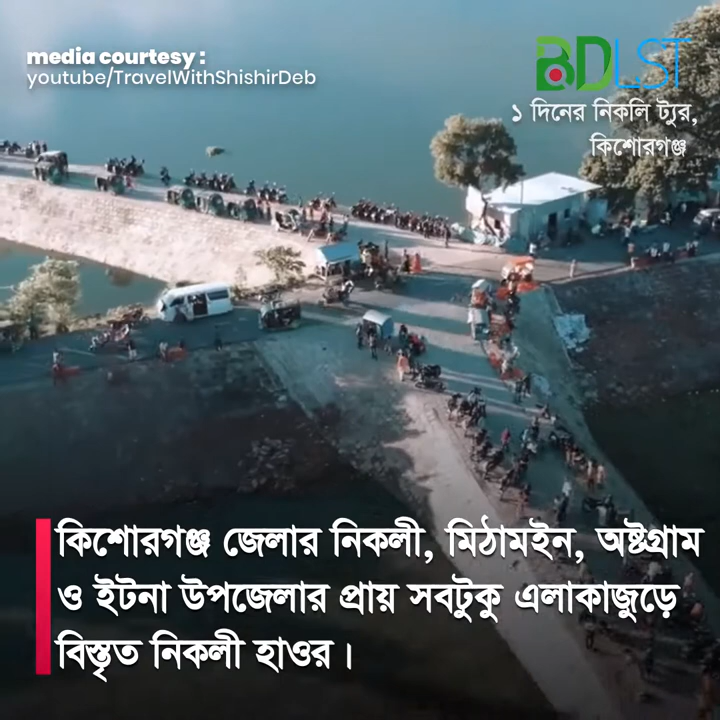 media courtesy :
youtube/TravelWithShishirDeb
BDLST
১ দিনের নিকলি ট্যুর,
কিশোরগঞ্জ
কিশোরগঞ্জ জেলার নিকলী, মিঠামইন, অষ্টগ্রাম
ও ইটনা উপজেলার প্রায় সবটুকু এলাকাজুড়ে
বিস্তৃত নিকলী হাওর।